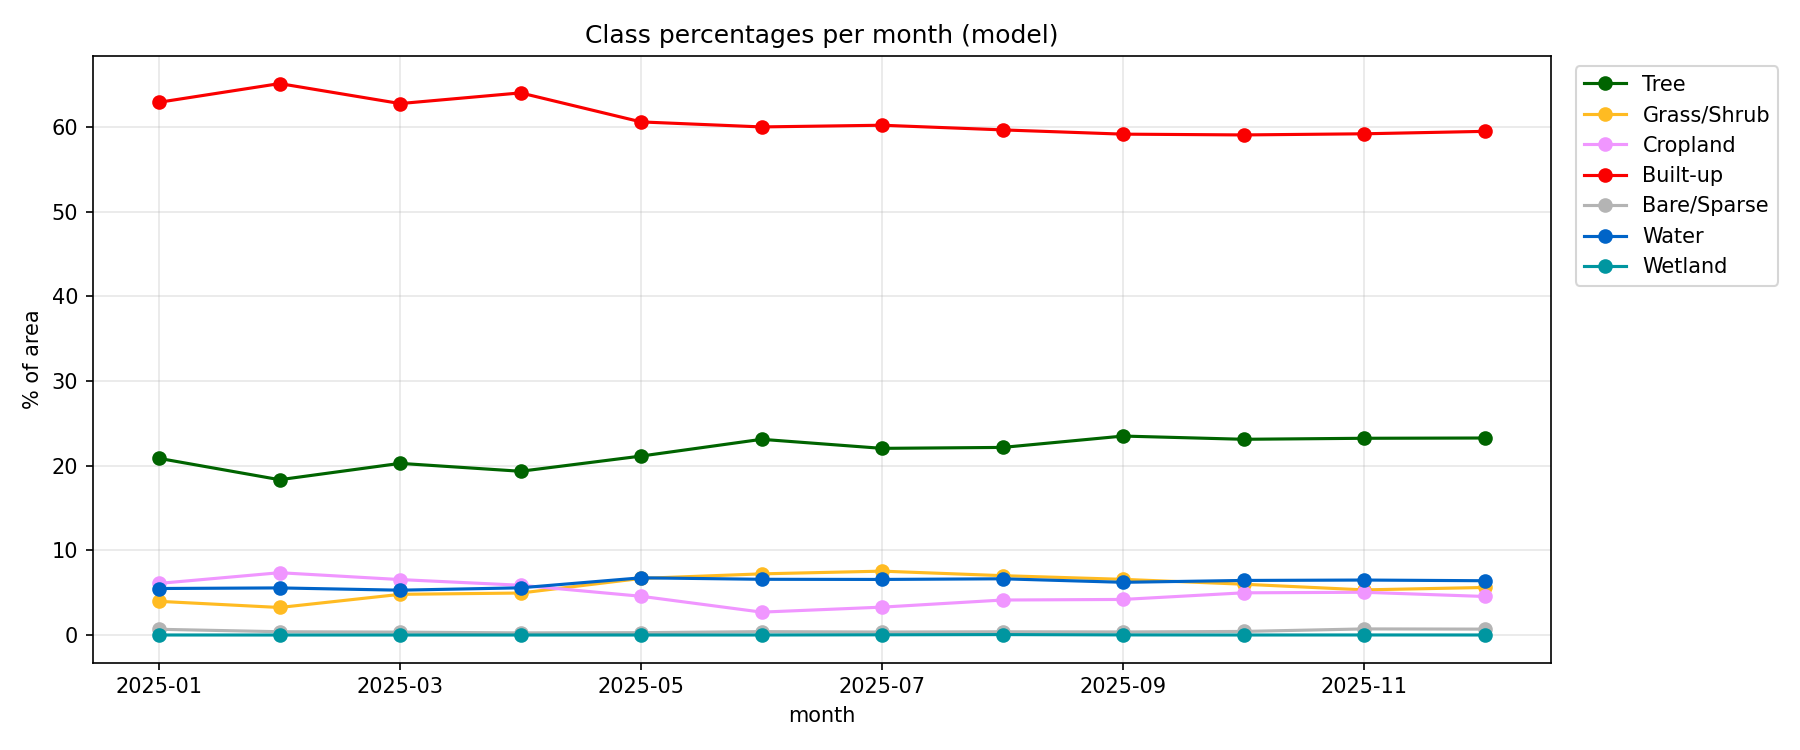 Class percentages per month (model)
% of area
60
50
40
30
20
10
0
2025-01
2025-03
2025-05
2025-07
2025-09
2025-11
month
Tree
Grass/Shrub
Cropland
Built-up
Bare/Sparse
Water
Wetland